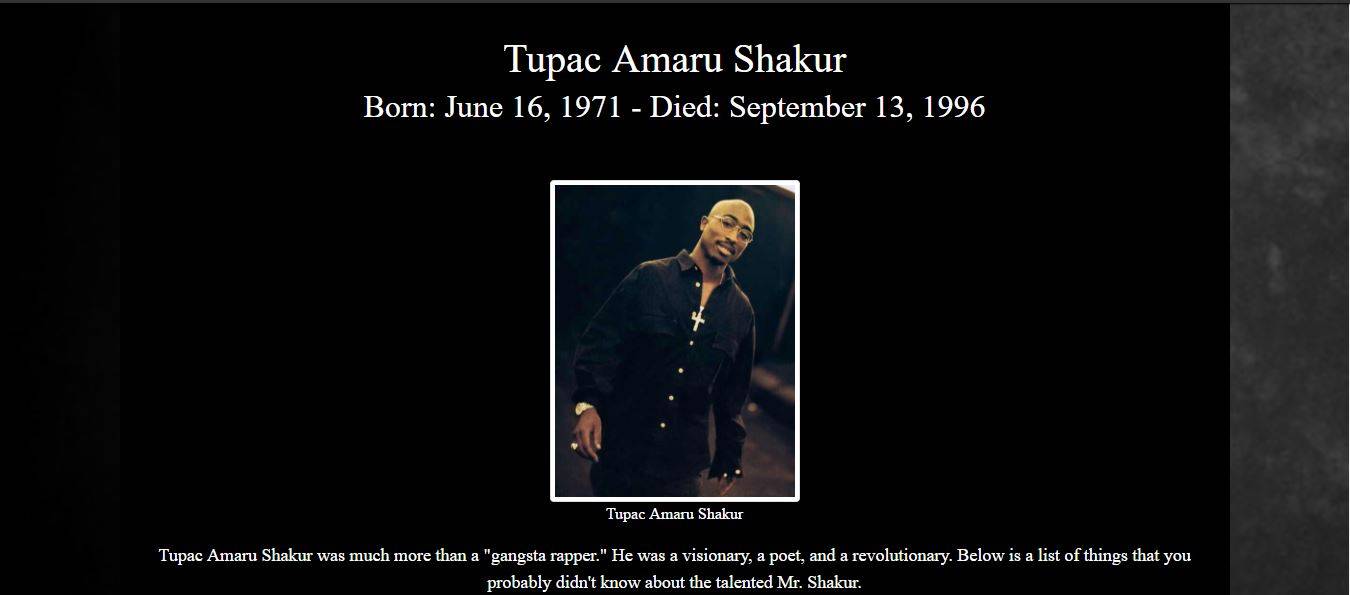 Tupac Amaru Shakur
Born: June 16, 1971 - Died: September 13, 1996
Tupac Amaru Shakur
Tupac Amaru Shakur was much more than a "gangsta rapper." He was a visionary, a poet, and a revolutionary. Below is a list of things that you
probably didn't know about the talented Mr. Shakur.